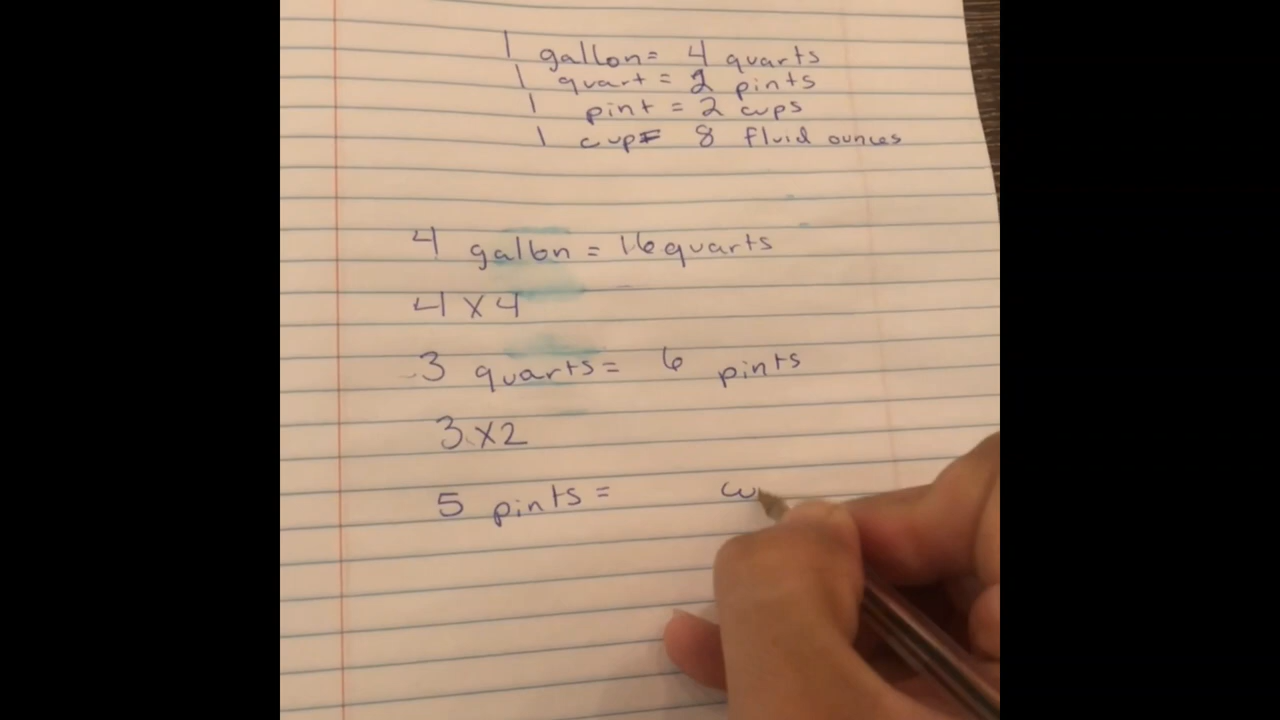 1 gallon= 4 quarts
1 quart = 2 pints
1 pint = 2 cups
1 cup= 8 fluid ounces
4 gallon = 16 quarts
4 x 4
3 quarts = 6 pints
3 x 2
5 pints = cu